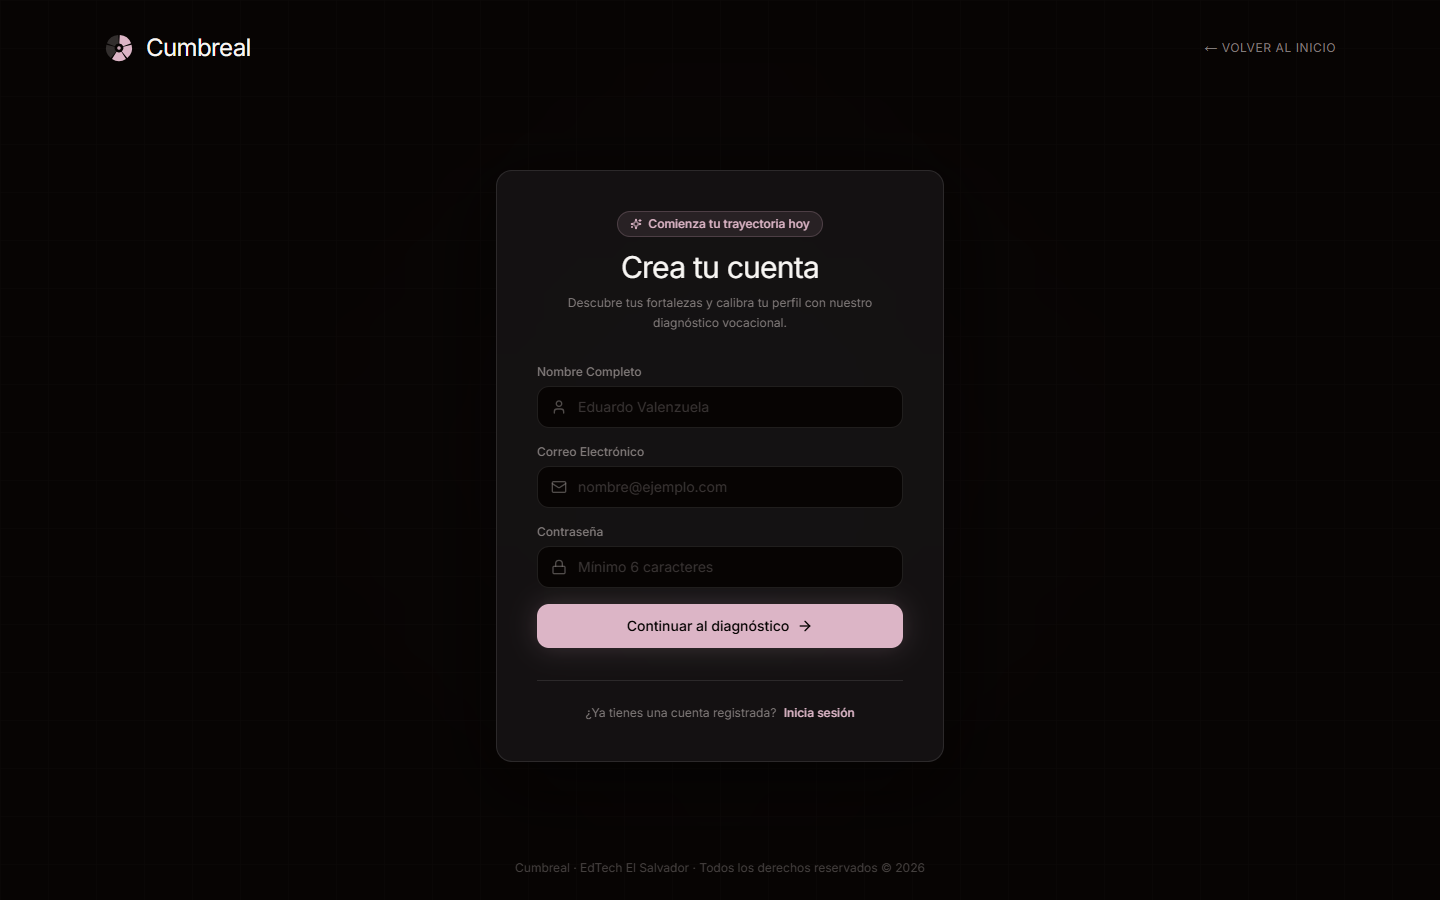 Cumbreal
← VOLVER AL INICIO
Comienza tu trayectoria hoy
Crea tu cuenta
Descubre tus fortalezas y calibra tu perfil con nuestro
diagnóstico vocacional.
Nombre Completo
Eduardo Valenzuela
Correo Electrónico
nombre@ejemplo.com
Contraseña
Mínimo 6 caracteres
Continuar al diagnóstico →
¿Ya tienes una cuenta registrada? Inicia sesión
Cumbreal · EdTech El Salvador · Todos los derechos reservados © 2026